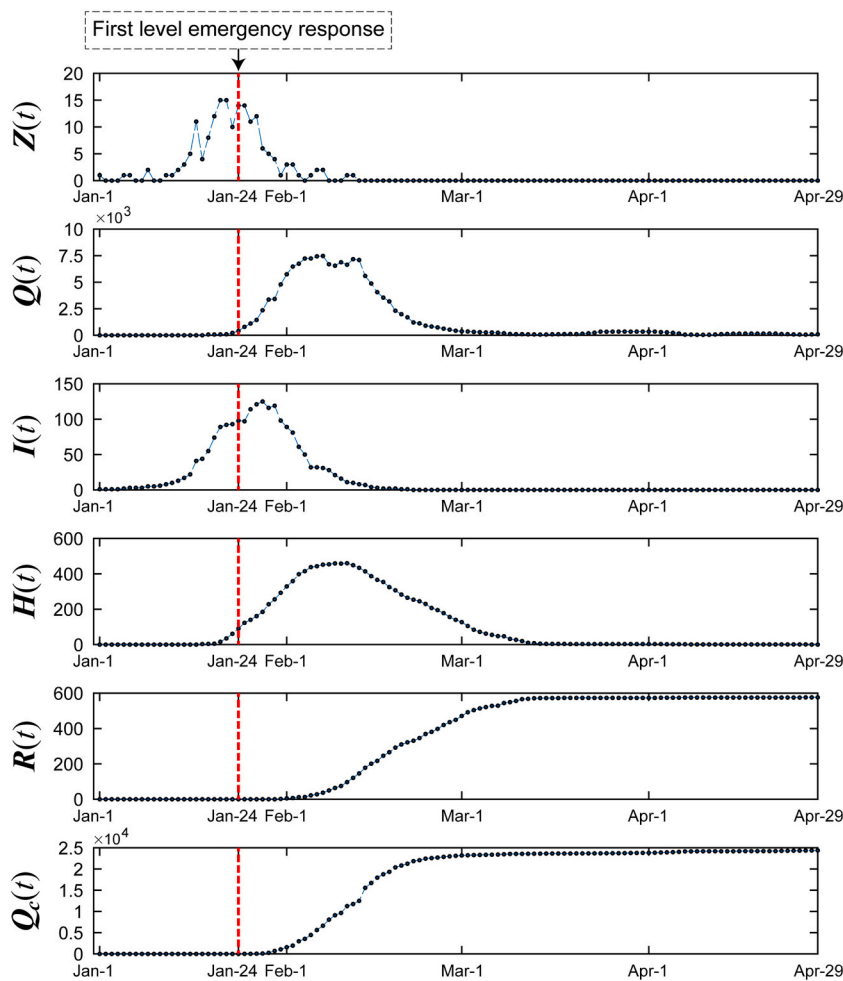 First level emergency response
Z(t)
20
15
10
5
0
Jan-1 Jan-24 Feb-1 Mar-1 Apr-1 Apr-29
×10³
Q(t)
10
7.5
5
2.5
0
Jan-1 Jan-24 Feb-1 Mar-1 Apr-1 Apr-29
I(t)
150
100
50
0
Jan-1 Jan-24 Feb-1 Mar-1 Apr-1 Apr-29
H(t)
600
400
200
0
Jan-1 Jan-24 Feb-1 Mar-1 Apr-1 Apr-29
R(t)
600
400
200
0
Jan-1 Jan-24 Feb-1 Mar-1 Apr-1 Apr-29
×10⁴
Q_c(t)
2.5
2
1.5
1
0.5
0
Jan-1 Jan-24 Feb-1 Mar-1 Apr-1 Apr-29